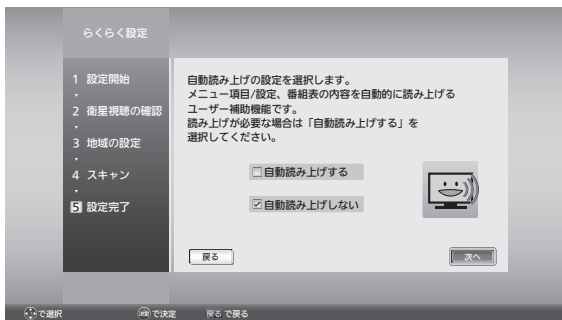 らくらく設定
1 設定開始
2 衛星視聴の確認
3 地域の設定
4 スキャン
5 設定完了
自動読み上げの設定を選択します。
メニュー項目/設定、番組表の内容を自動的に読み上げる
ユーザー補助機能です。
読み上げが必要な場合は「自動読み上げする」を
選択してください。
自動読み上げする
自動読み上げしない
戻る
次へ
で選択
で決定
戻る で戻る